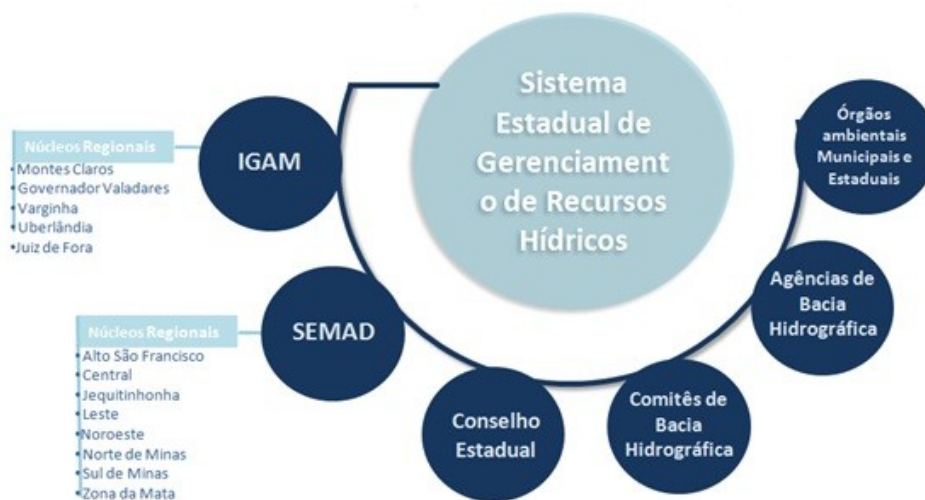 Sistema
Estadual de
Gerenciament
o de Recursos
Hídricos
IGAM
Núcleos Regionais
•Montes Claros
•Governador Valadares
•Varginha
•Uberlândia
•Juiz de Fora
SEMAD
Núcleos Regionais
•Alto São Francisco
•Central
•Jequitinhonha
•Leste
•Noroeste
•Norte de Minas
•Sul de Minas
•Zona da Mata
Conselho
Estadual
Comitês de
Bacia
Hidrográfica
Agências de
Bacia
Hidrográfica
Órgãos
ambientais
Municipais e
Estaduais